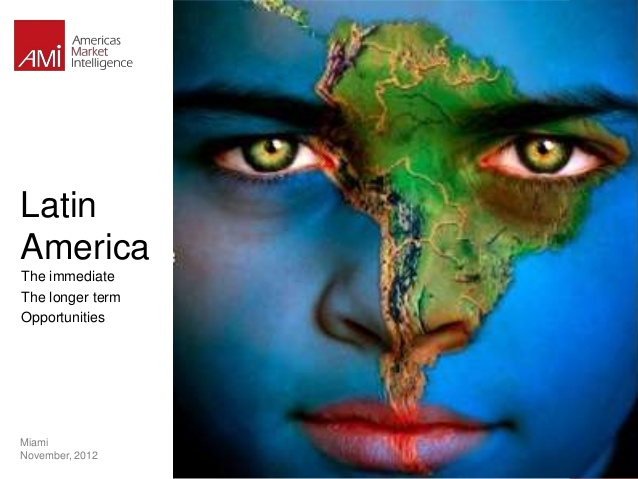 AMi
Americas
Market
Intelligence
Latin
America
The immediate
The longer term
Opportunities
Miami
November, 2012